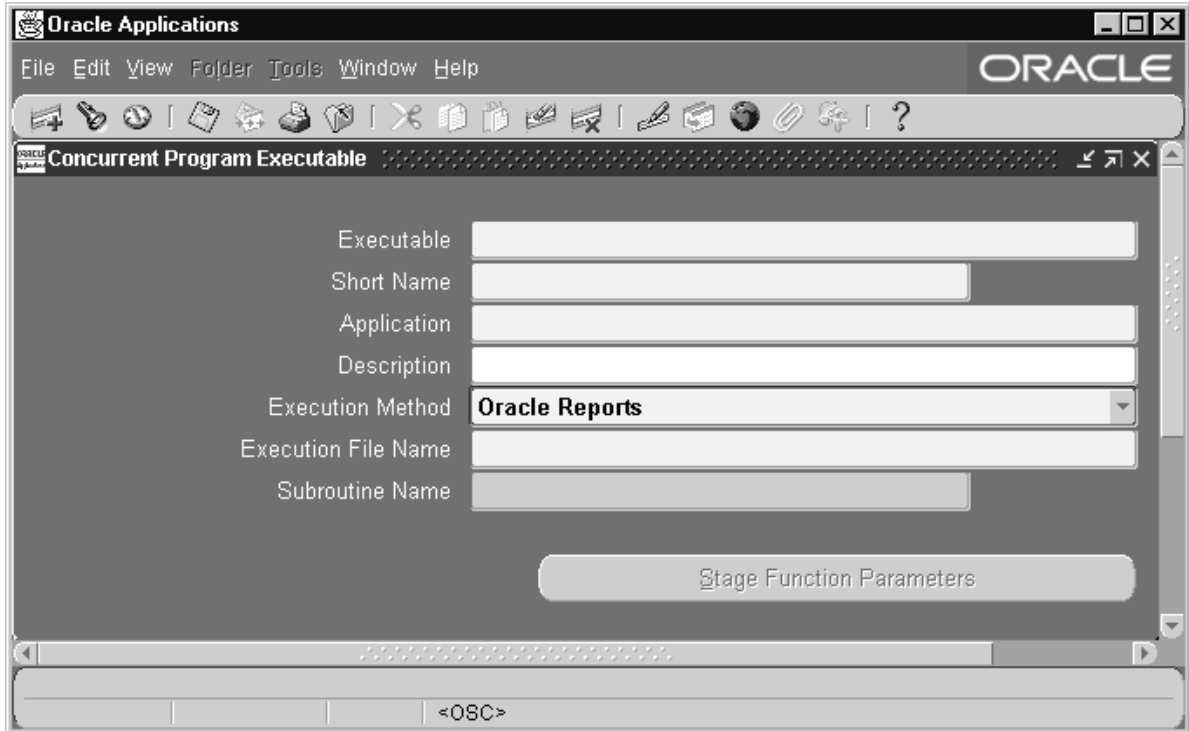 Oracle Applications
File Edit View Folder Tools Window Help
ORACLE
?
Concurrent Program Executable
Executable
Short Name
Application
Description
Execution Method Oracle Reports
Execution File Name
Subroutine Name
Stage Function Parameters
<OSC>